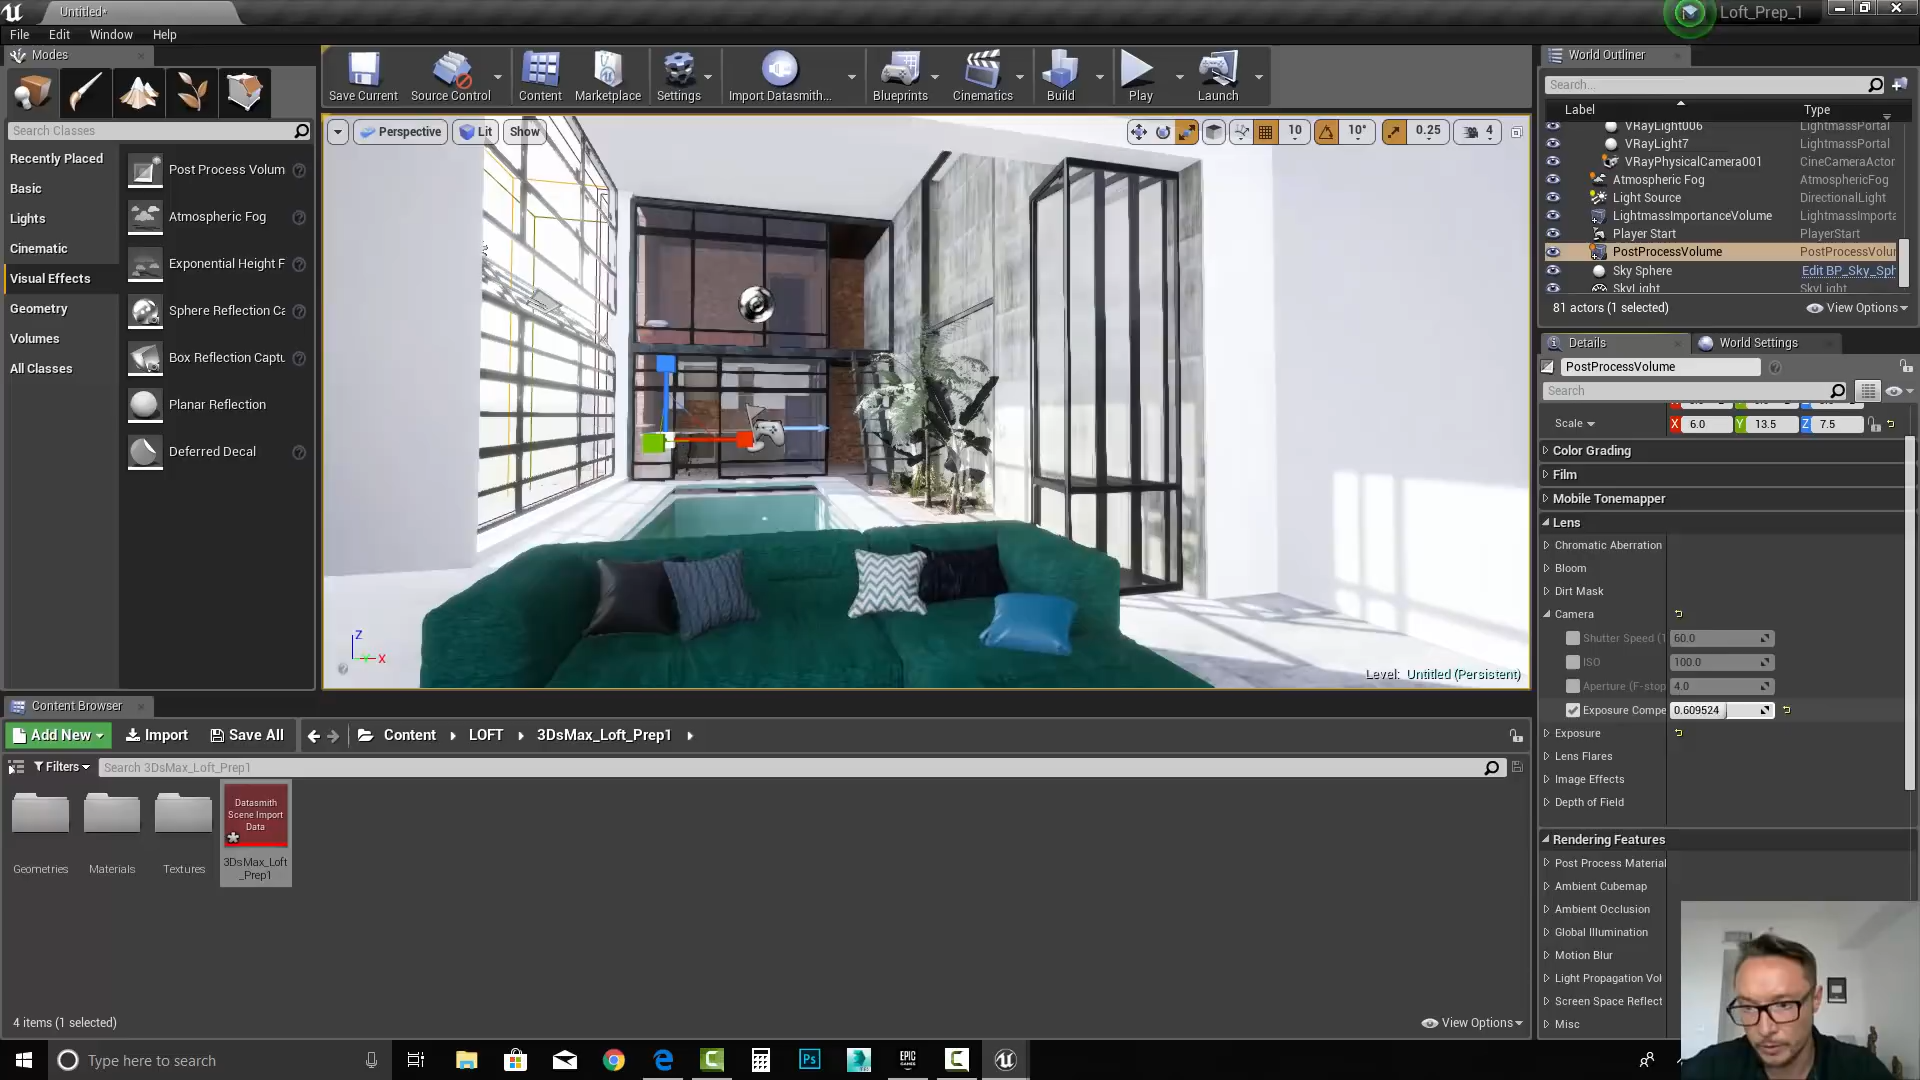 Untitled*
Loft_Prep_1
File Edit Window Help
Modes
Search Classes
Recently Placed
Basic
Lights
Cinematic
Visual Effects
Geometry
Volumes
All Classes
Post Process Volum
Atmospheric Fog
Exponential Height F
Sphere Reflection Ca
Box Reflection Captu
Planar Reflection
Deferred Decal
Save Current
Source Control
Content
Marketplace
Settings
Import Datasmith...
Blueprints
Cinematics
Build
Play
Launch
Perspective
Lit
Show
10
10°
0.25
4
Z
X
Level: Untitled (Persistent)
World Outliner
Search...
Label Type
VRayLight006 LightmassPortal
VRayLight7 LightmassPortal
VRayPhysicalCamera001 CineCameraActor
Atmospheric Fog AtmosphericFog
Light Source DirectionalLight
LightmassImportanceVolume LightmassImporta
Player Start PlayerStart
PostProcessVolume PostProcessVolur
Sky Sphere Edit BP_Sky_Sph
SkyLight SkyLight
81 actors (1 selected)
View Options
Details
World Settings
PostProcessVolume
Search
Scale X 6.0 Y 13.5 Z 7.5
Color Grading
Film
Mobile Tonemapper
Lens
Chromatic Aberration
Bloom
Dirt Mask
Camera
Shutter Speed (1 60.0
ISO 100.0
Aperture (F-stop 4.0
Exposure Compe 0.609524
Exposure
Lens Flares
Image Effects
Depth of Field
Rendering Features
Post Process Material
Ambient Cubemap
Ambient Occlusion
Global Illumination
Motion Blur
Light Propagation Vol
Screen Space Reflect
Misc
Content Browser
Add New
Import
Save All
Content LOFT 3DsMax_Loft_Prep1
Filters
Search 3DsMax_Loft_Prep1
Datasmith
Scene Import
Data
Geometries
Materials
Textures
3DsMax_Loft
_Prep1
4 items (1 selected)
View Options
Type here to search
Ps
EPIC
GAMES